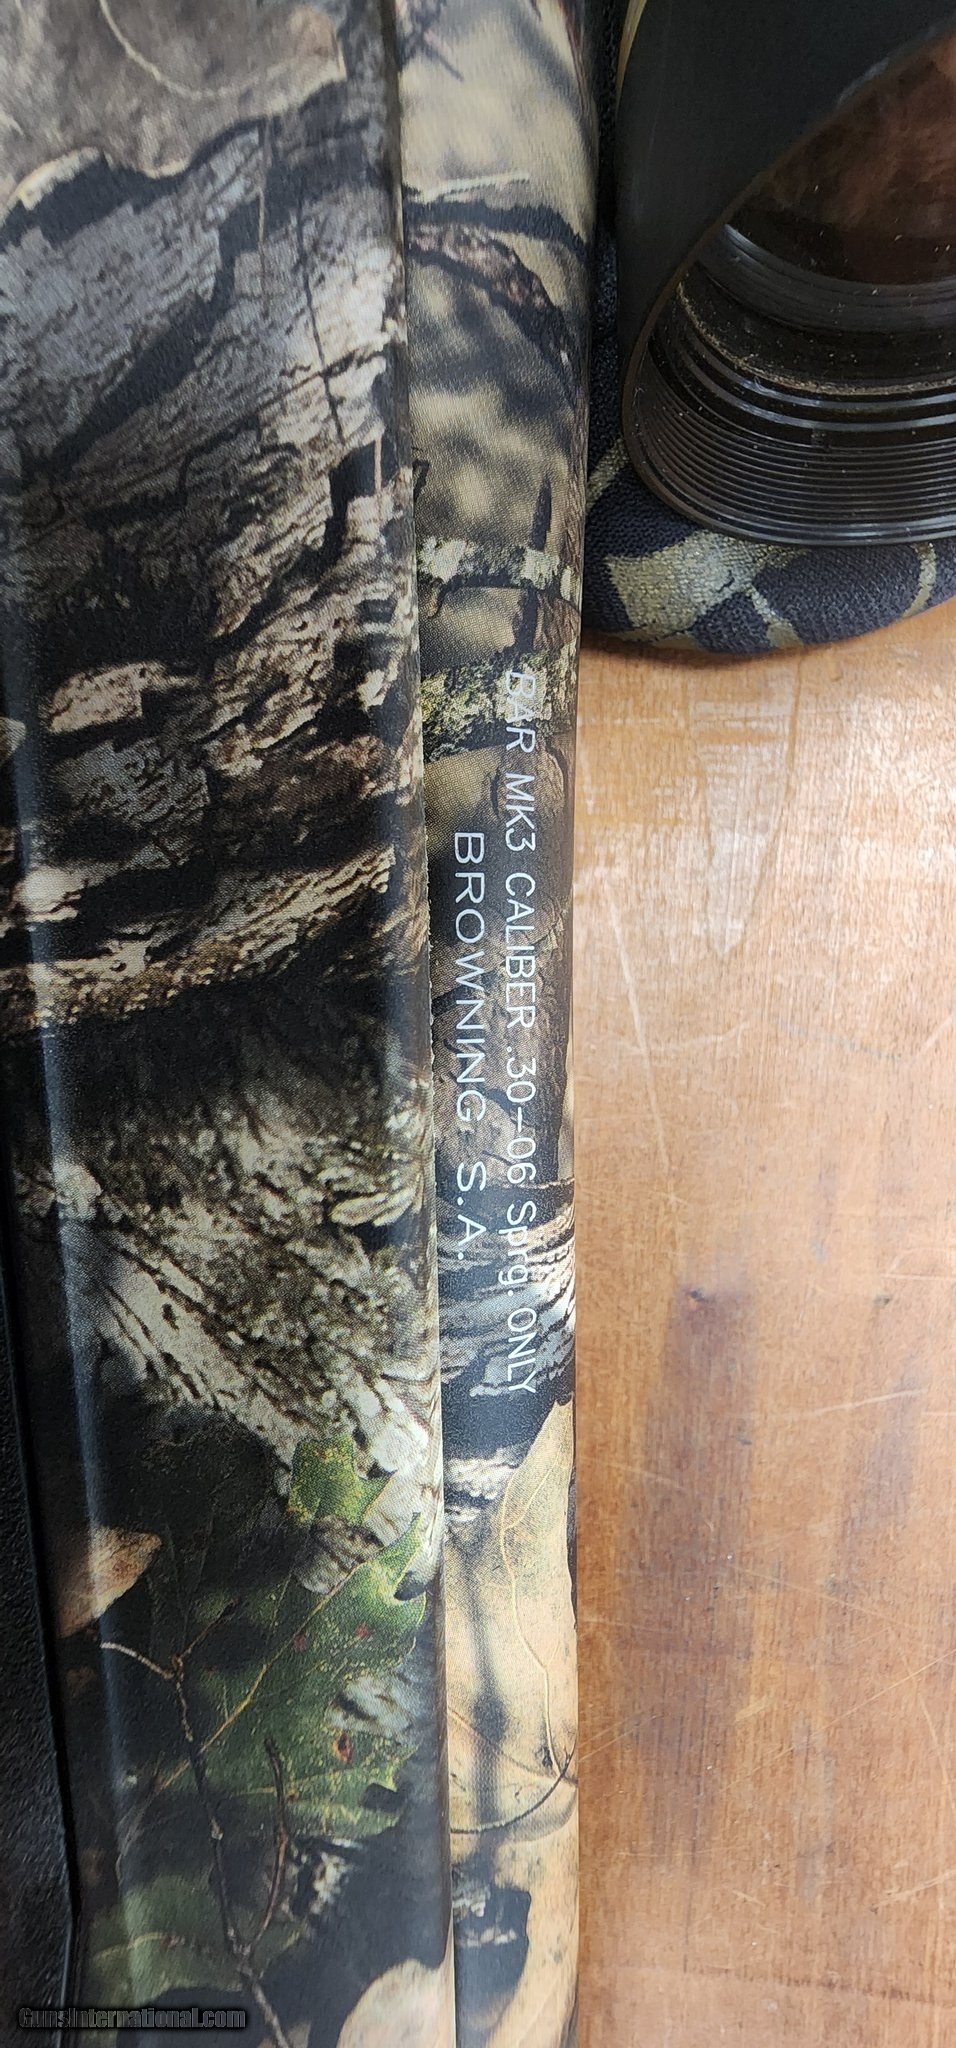 BAR MK3 CALIBER .30-06 Sprg. ONLY
BROWNING S.A.
GunsInternational.com